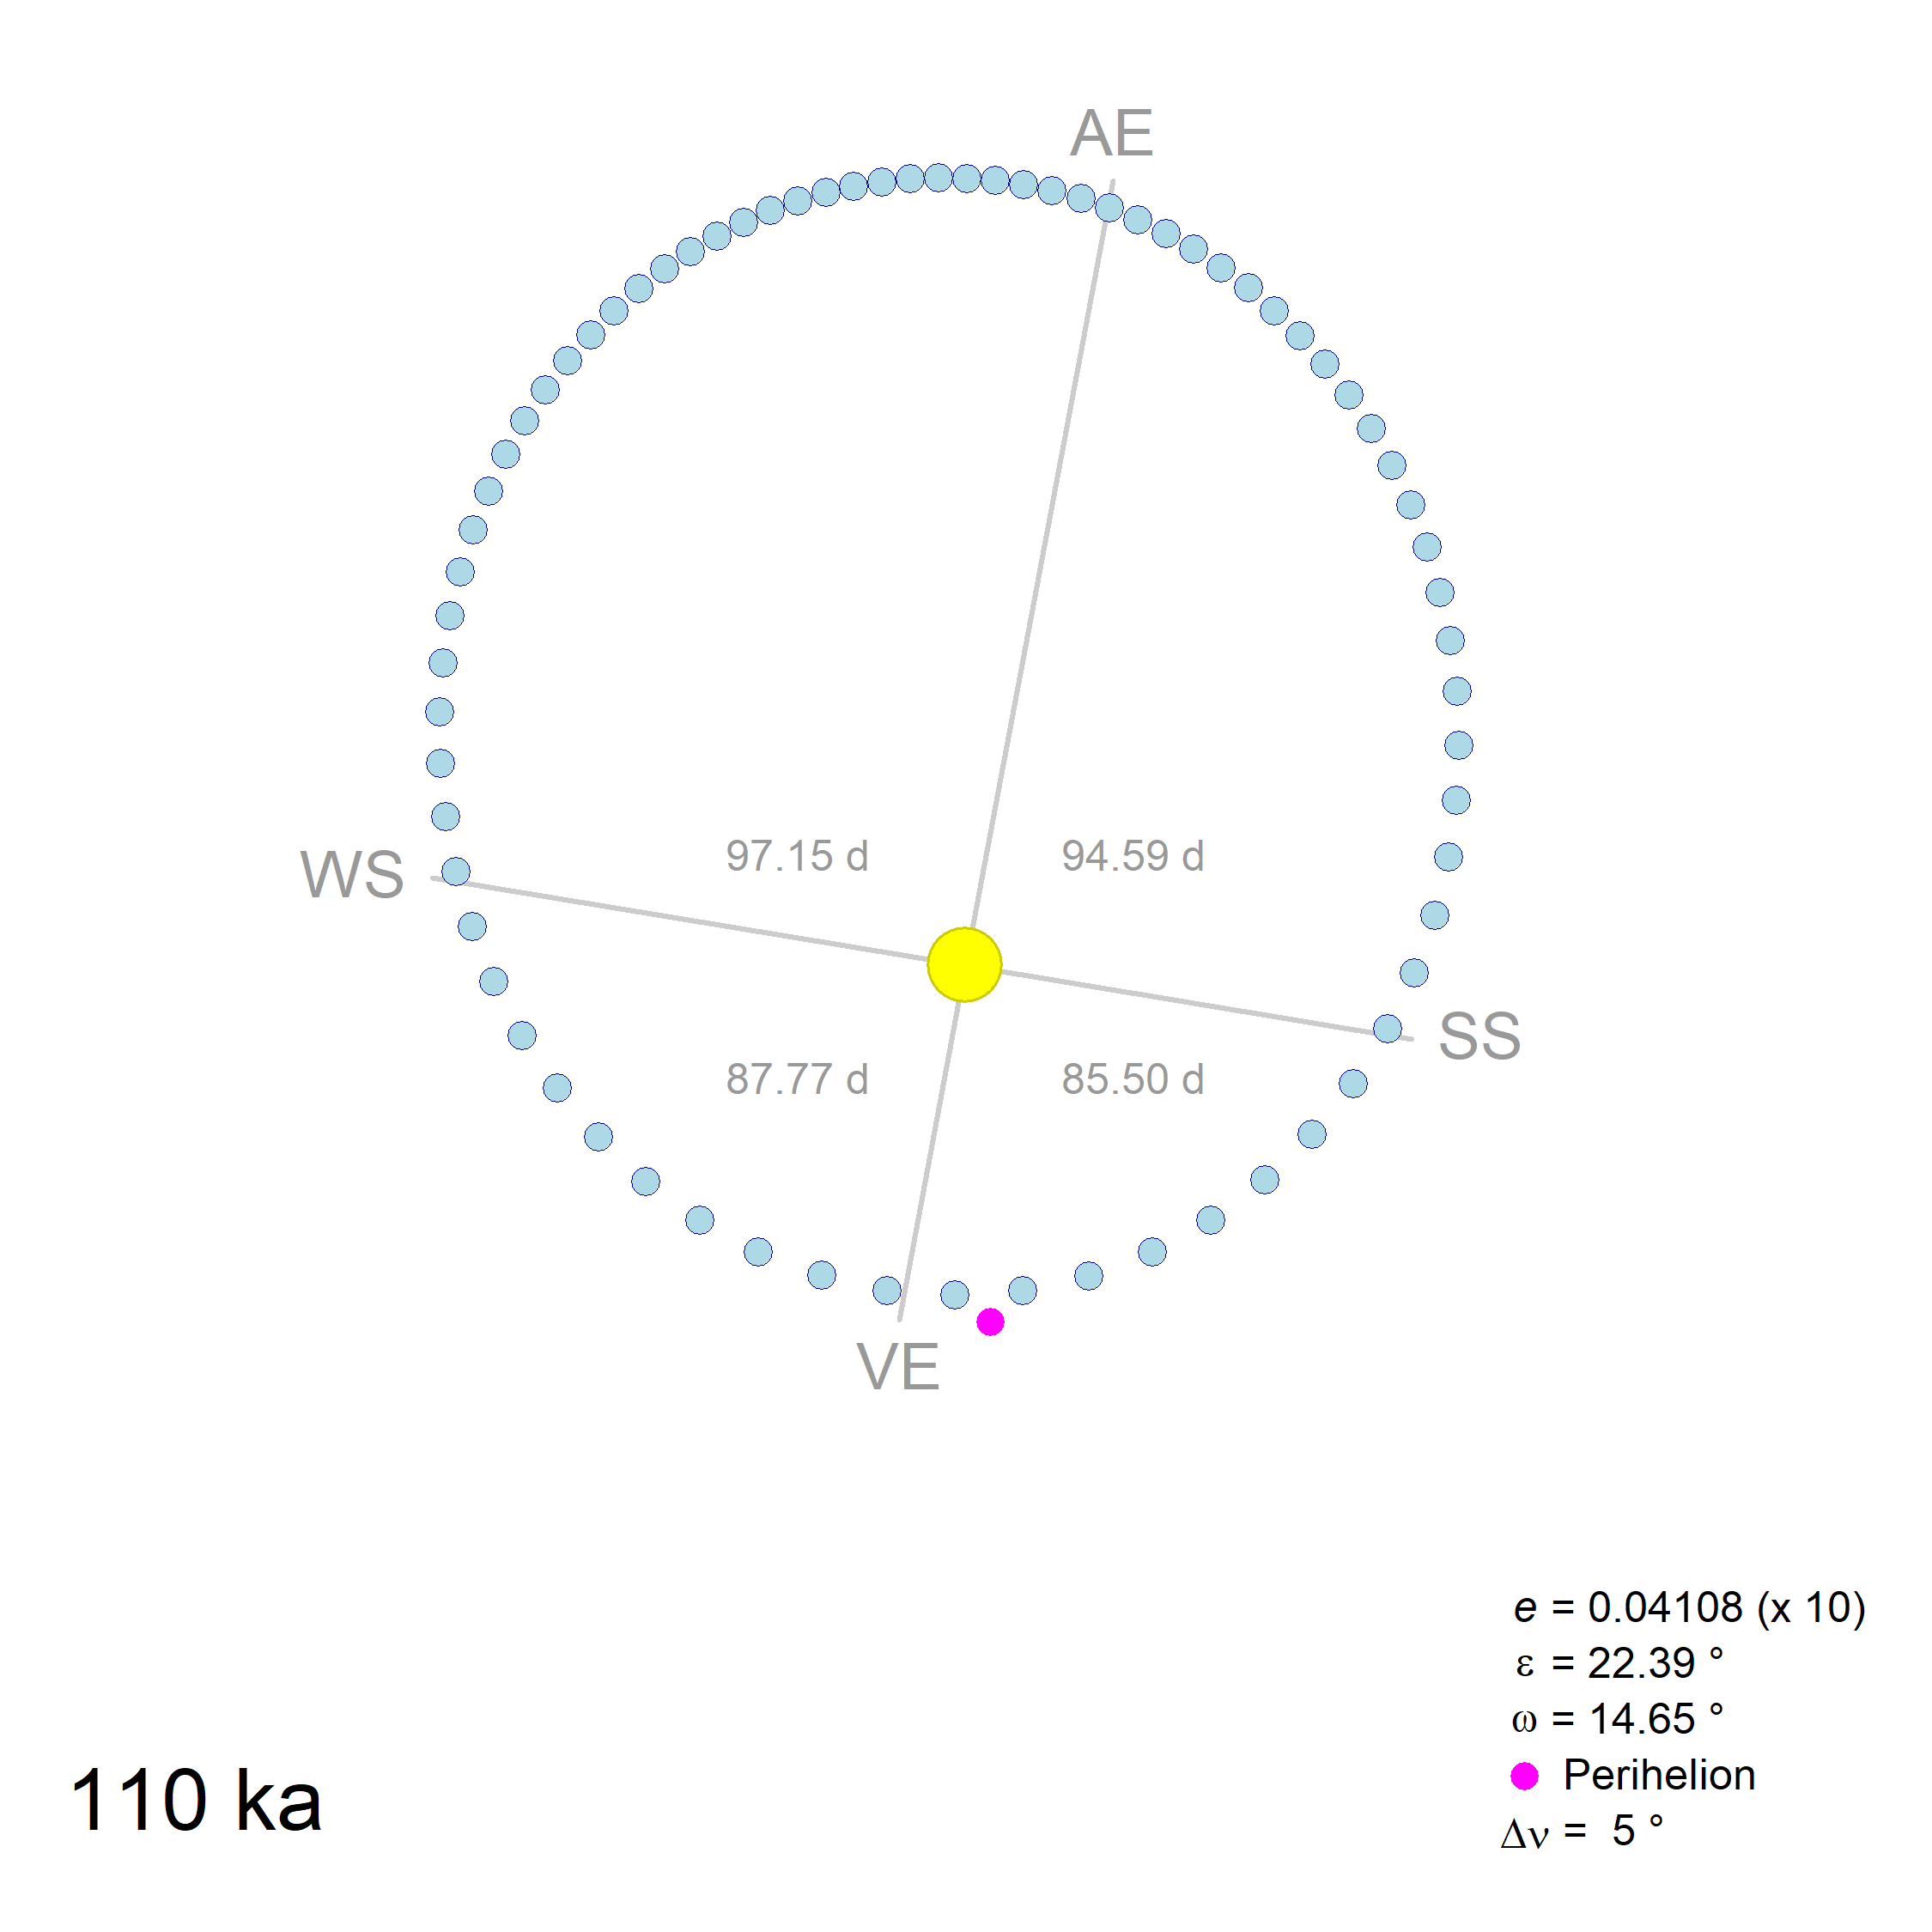 AE
WS
97.15 d
94.59 d
SS
87.77 d
85.50 d
VE
e = 0.04108 (x 10)
ε = 22.39 °
ω = 14.65 °
Perihelion
Δν = 5 °
110 ka